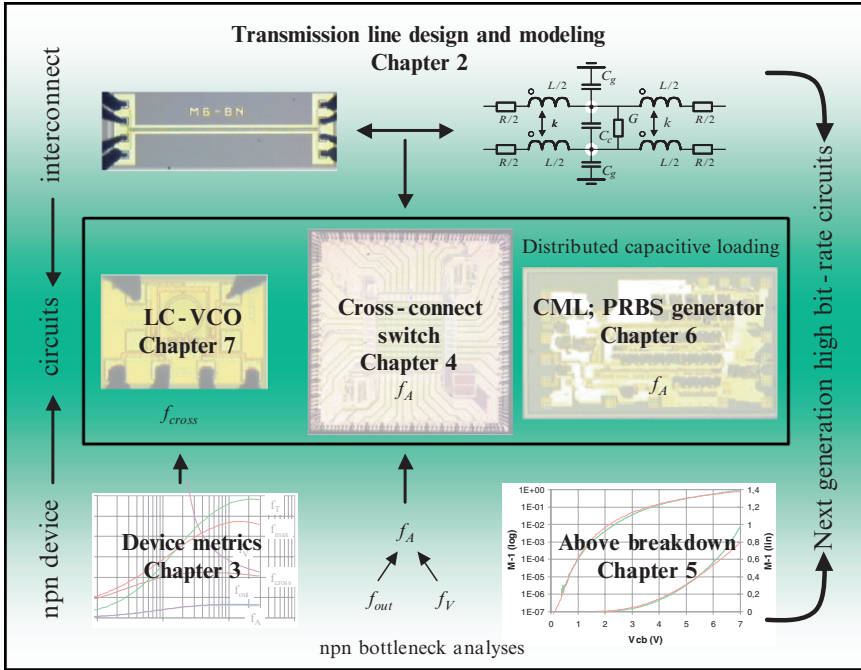 Transmission line design and modeling
Chapter 2
interconnect
M6-8N
R/2
L/2
C_g
L/2
R/2
k
C_c
G
k
R/2
L/2
C_g
L/2
R/2
circuits
Distributed capacitive loading
LC-VCO
Chapter 7
f_cross
Cross-connect
switch
Chapter 4
f_A
CML; PRBS generator
Chapter 6
f_A
Next generation high bit-rate circuits
npn device
f_T
f_max
f_V
f_cross
f_out
f_A
Device metrics
Chapter 3
f_A
f_out
f_V
npn bottleneck analyses
Above breakdown
Chapter 5
M-1 (log)
1E+00
1E-01
1E-02
1E-03
1E-04
1E-05
1E-06
1E-07
0 1 2 3 4 5 6 7
Vcb (V)
1,4
1,2
1
0,8
0,6
0,4
0,2
0
M-1 (lin)